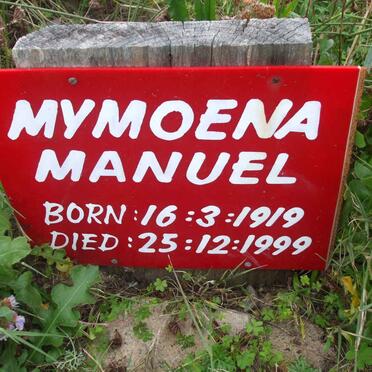 MYMOENA
MANUEL
BORN : 16 : 3 : 1919
DIED : 25 : 12 : 1999